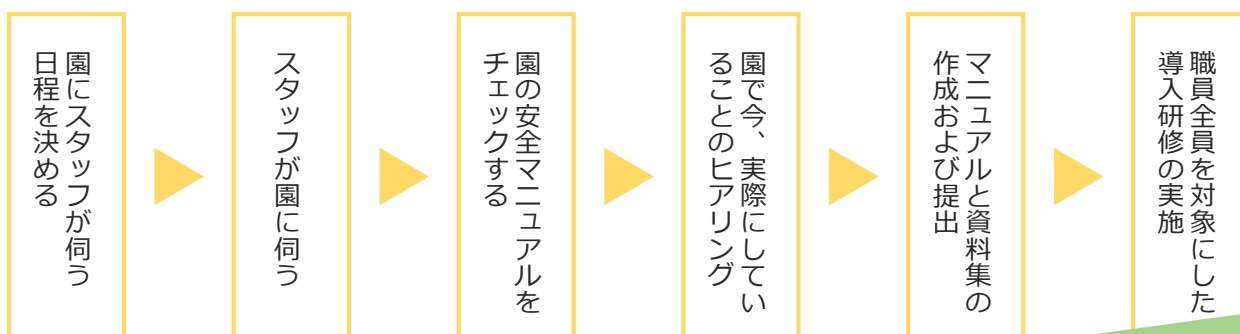 園にスタッフが伺う
日程を決める
スタッフが園に伺う
園の安全マニュアルを
チェックする
園で今、実際にしてい
ることのヒアリング
マニュアルと資料集の
作成および提出
職員全員を対象にした
導入研修の実施